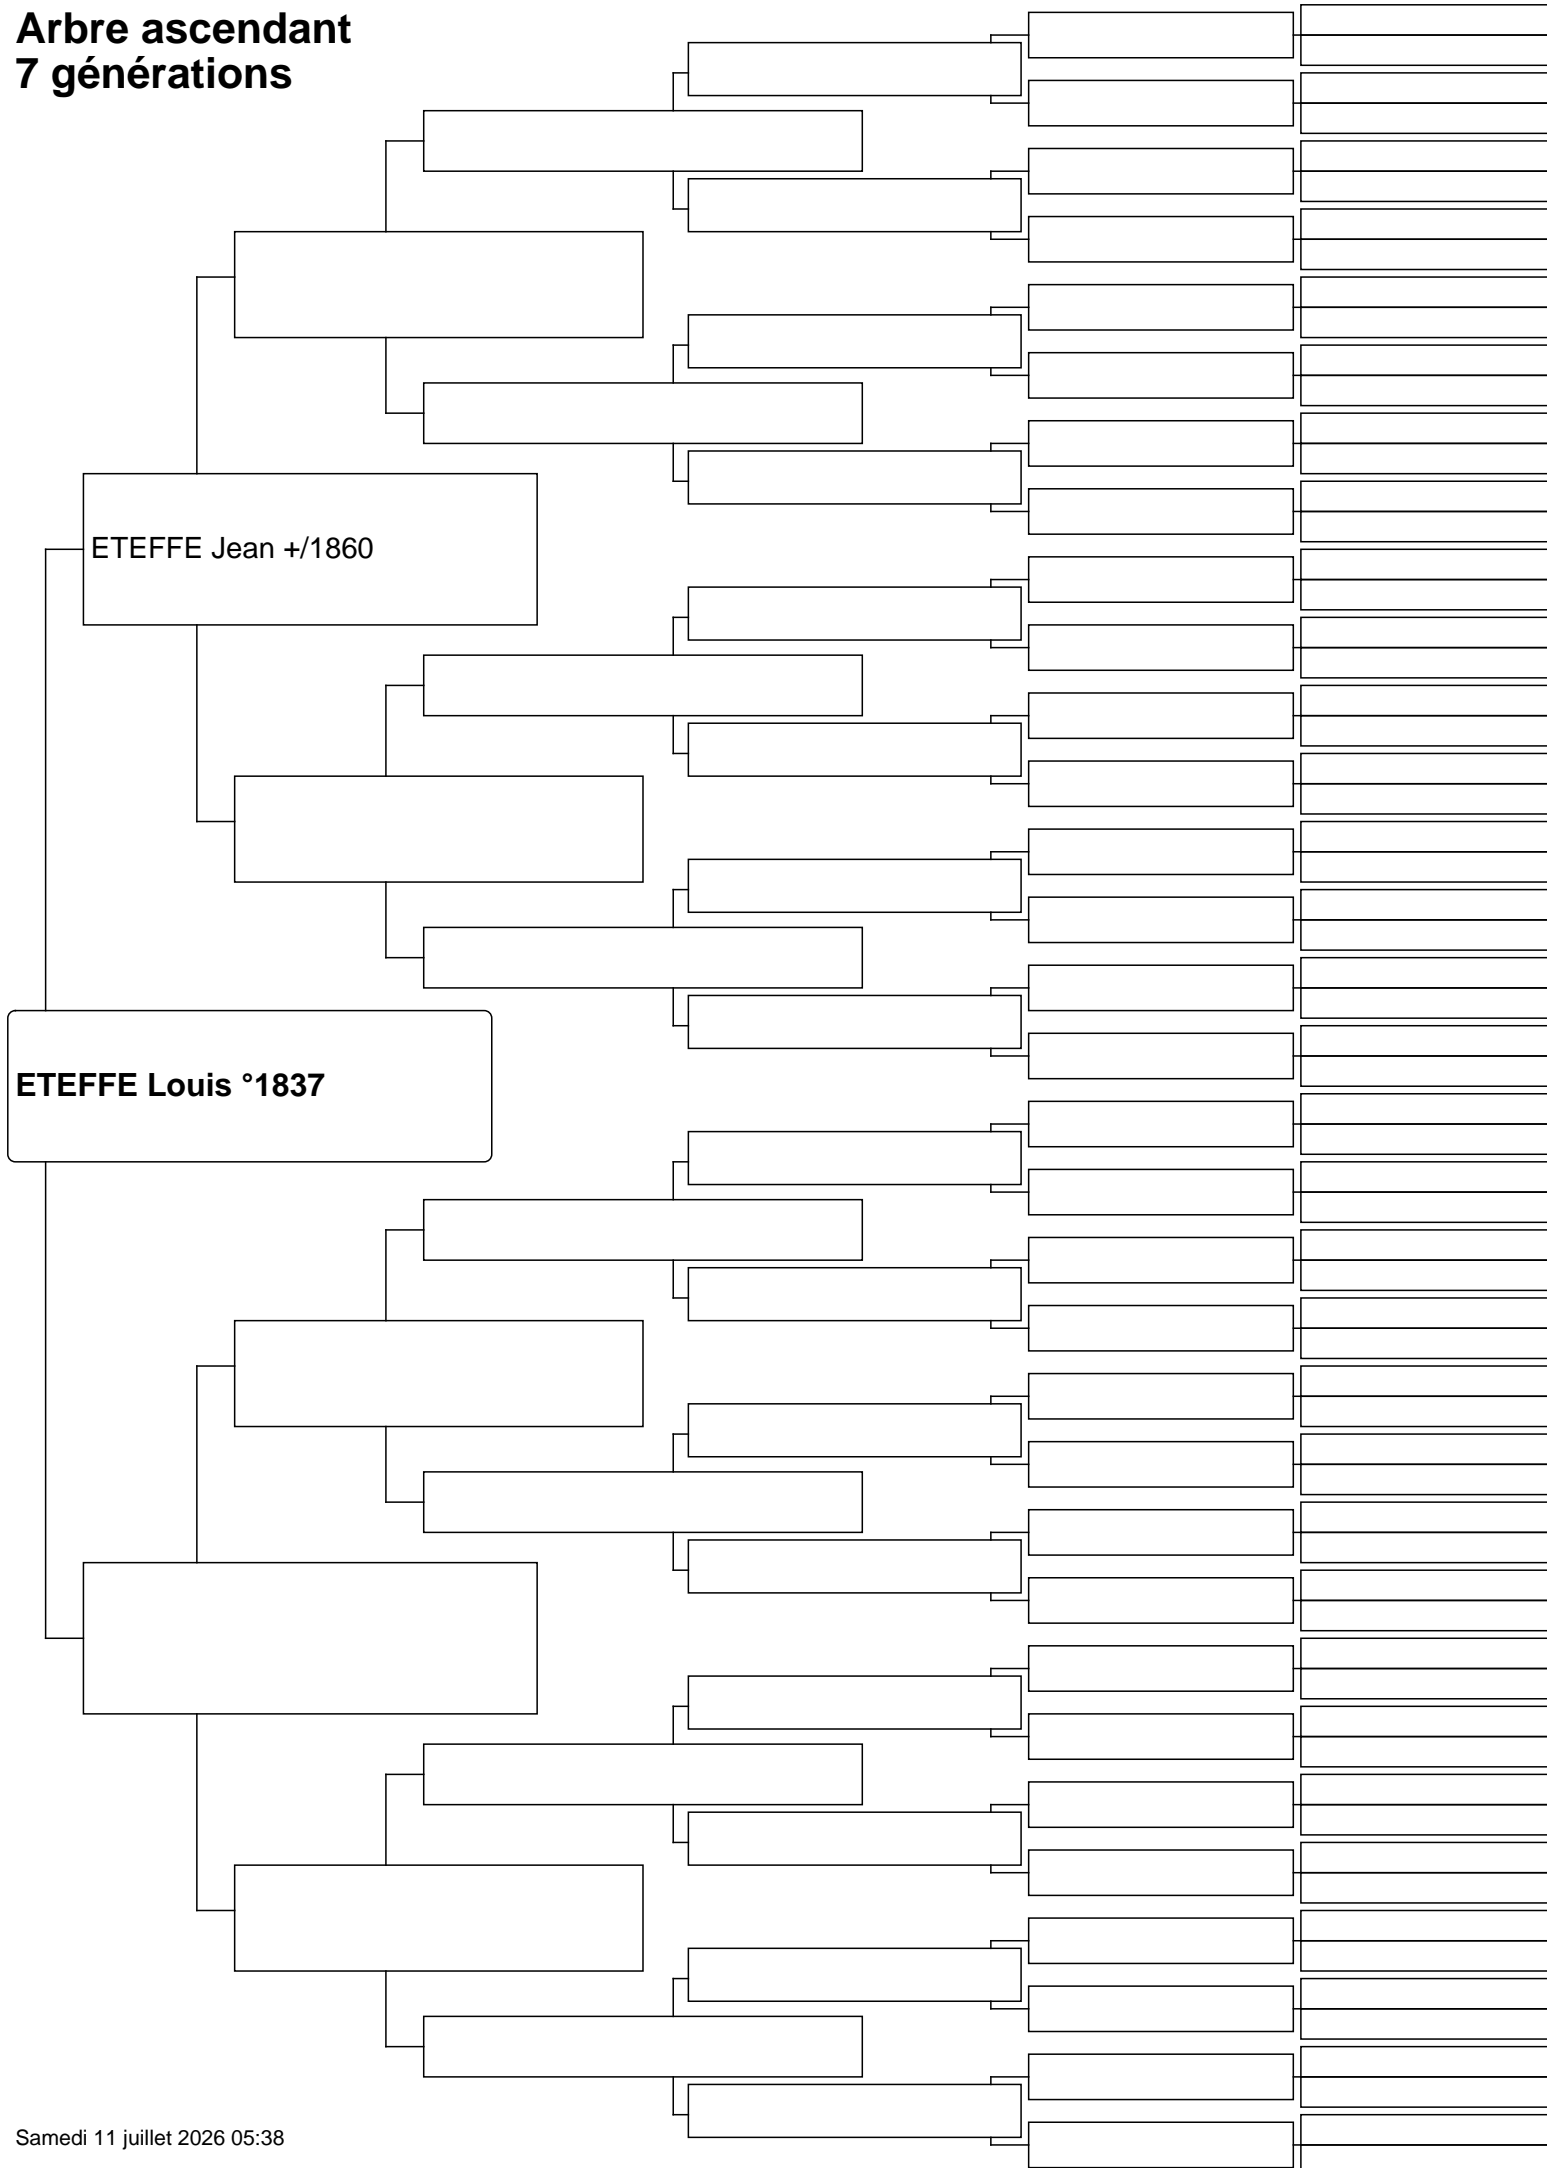 Arbre ascendant
7 générations
ETEFFE Jean +/1860
ETEFFE Louis °1837
Samedi 11 juillet 2026 05:38